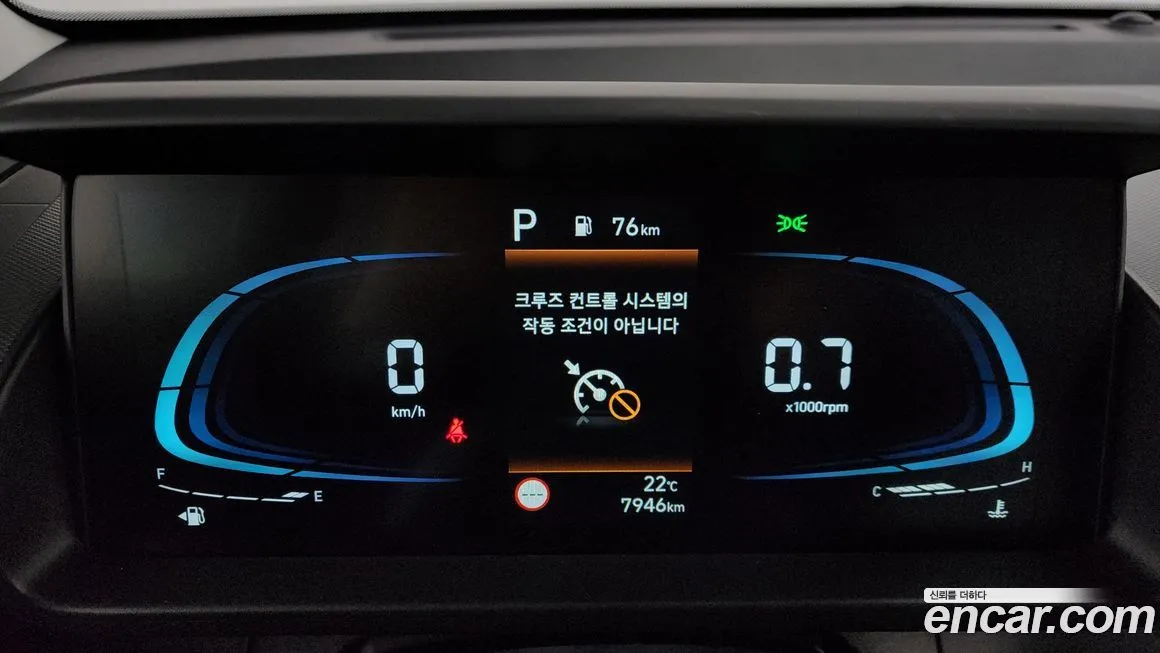 P 76km
크루즈 컨트롤 시스템의
작동 조건이 아닙니다
0
km/h
0.7
x1000rpm
F
E
C
H
---
22℃
7946km
신뢰를 더하다
encar.com